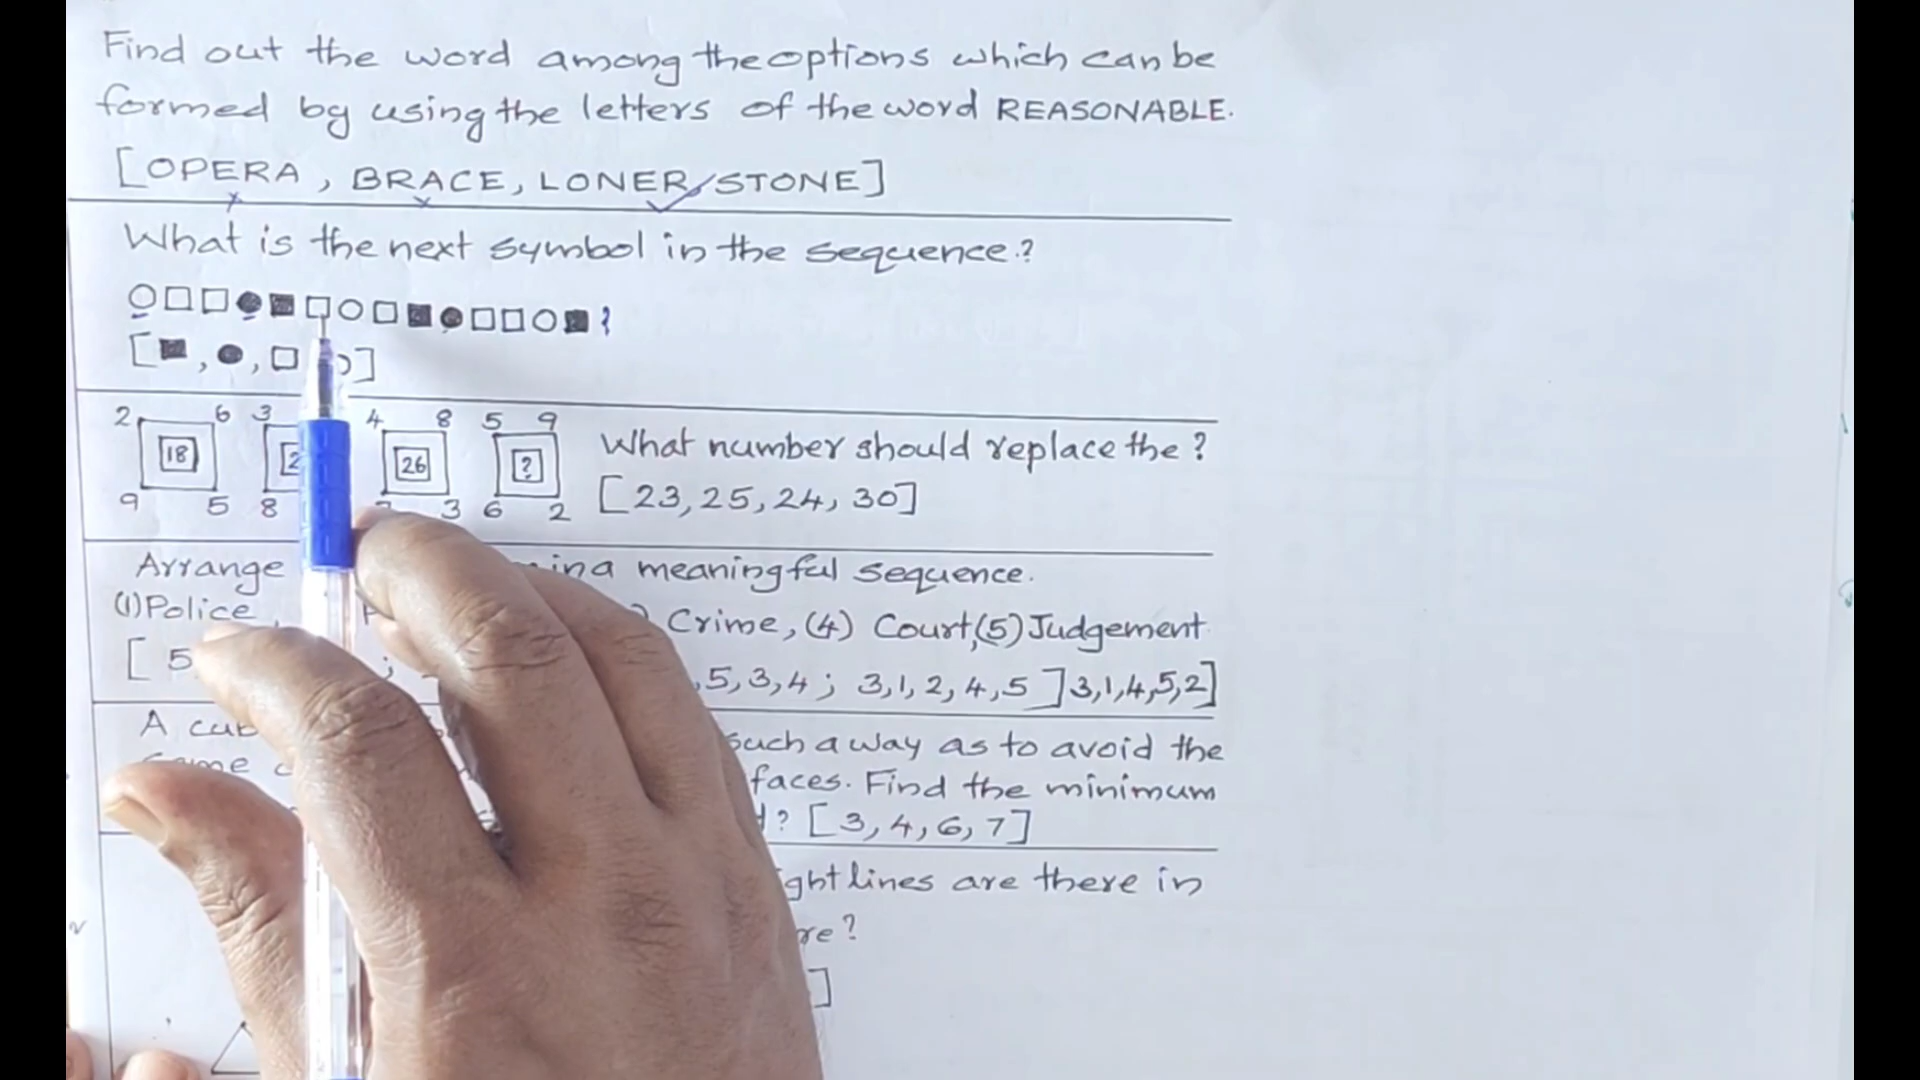 Find out the word among the options which can be
formed by using the letters of the word REASONABLE.
[OPERA, BRACE, LONER, STONE]
What is the next symbol in the sequence?
○□□●■□○□■●□□○■?
[■, ●, □
2 6 3 4 8 5 9
18 26 ? What number should replace the ?
9 5 8 3 6 2 [23, 25, 24, 30]
Arrange in a meaningful sequence.
(1) Police Crime, (4) Court, (5) Judgement
[ 5 ; 5, 3, 4 ; 3, 1, 2, 4, 5 ] 3, 1, 4, 5, 2]
A such a way as to avoid the
faces. Find the minimum
? [3, 4, 6, 7]
lines are there in
?
]